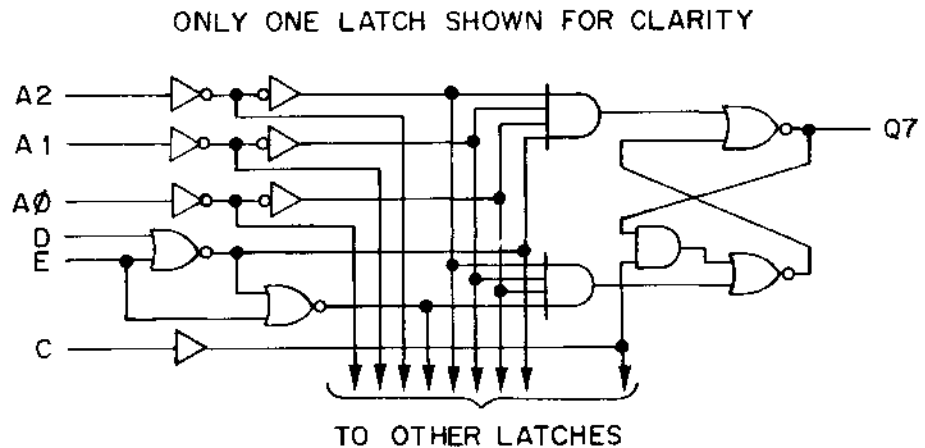 ONLY ONE LATCH SHOWN FOR CLARITY
A2
A1
AØ
D
E
C
Q7
TO OTHER LATCHES